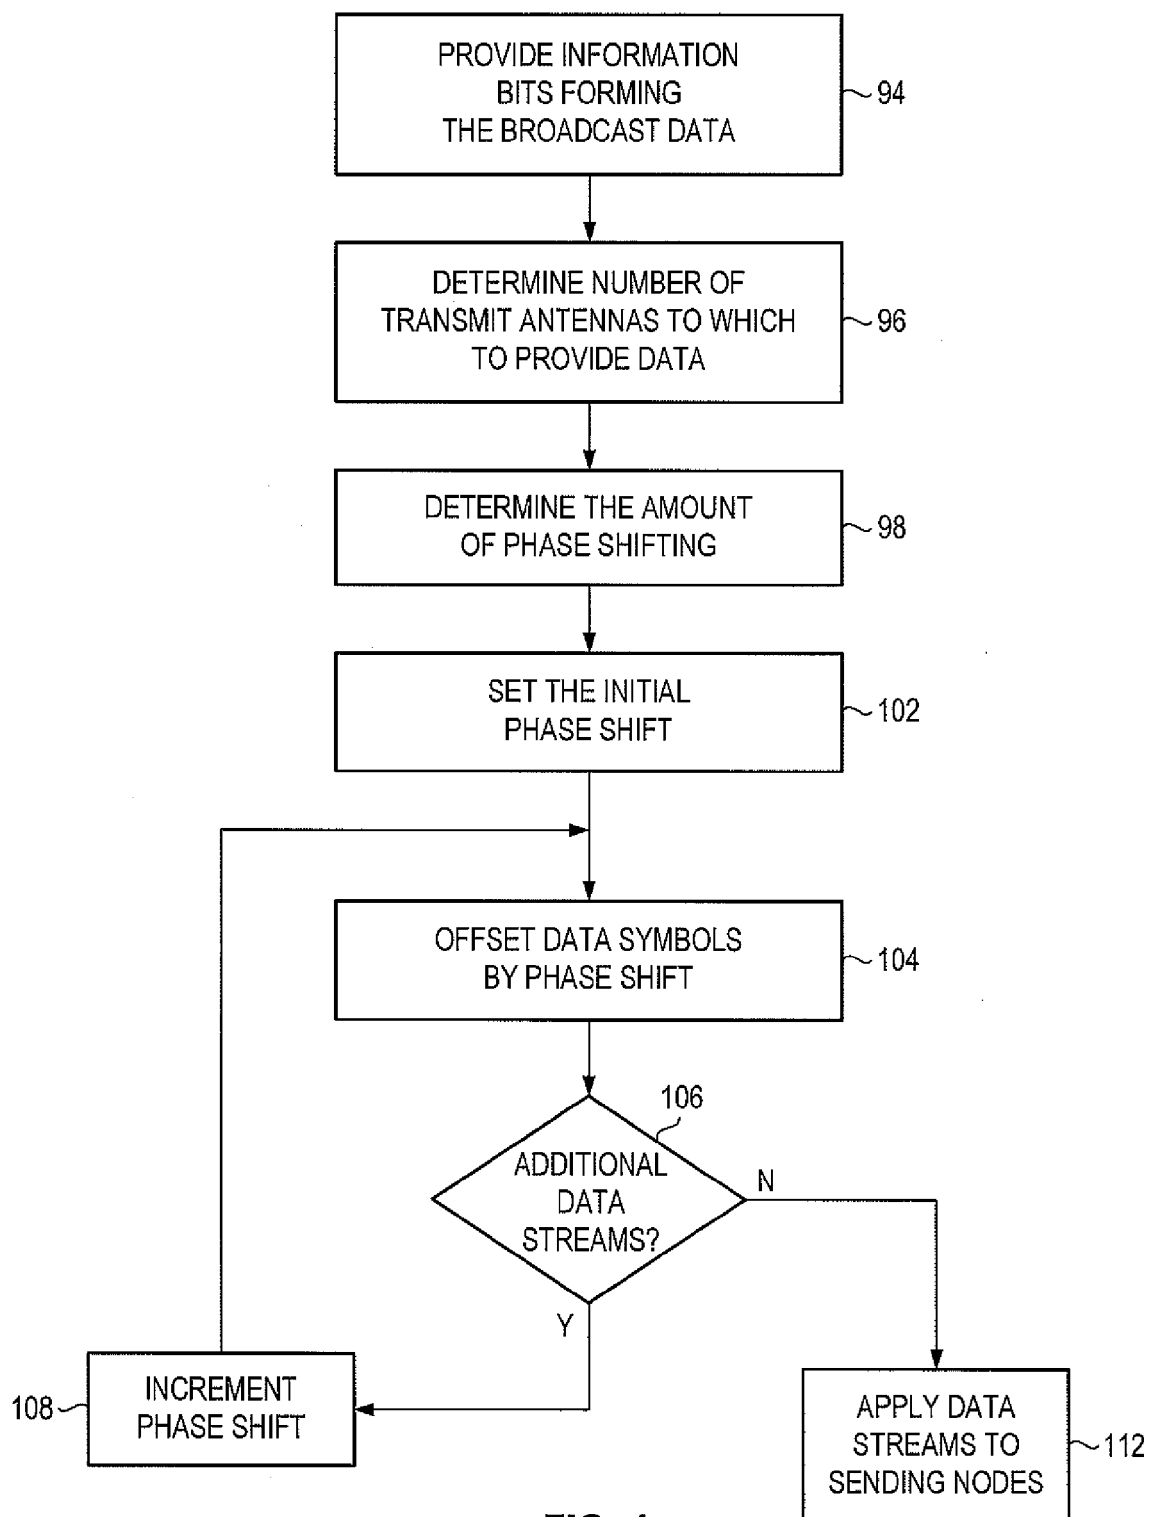 PROVIDE INFORMATION
BITS FORMING
THE BROADCAST DATA
94
DETERMINE NUMBER OF
TRANSMIT ANTENNAS TO WHICH
TO PROVIDE DATA
96
DETERMINE THE AMOUNT
OF PHASE SHIFTING
98
SET THE INITIAL
PHASE SHIFT
102
OFFSET DATA SYMBOLS
BY PHASE SHIFT
104
106
ADDITIONAL
DATA
STREAMS?
N
Y
108
INCREMENT
PHASE SHIFT
APPLY DATA
STREAMS TO
SENDING NODES
112